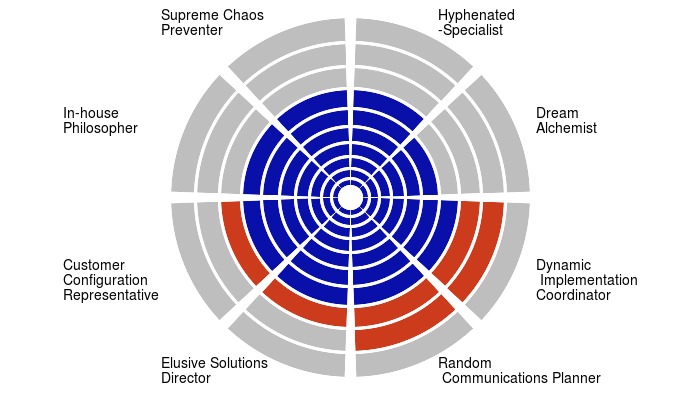 Supreme Chaos
Preventer
Hyphenated
-Specialist
In-house
Philosopher
Dream
Alchemist
Customer
Configuration
Representative
Dynamic
Implementation
Coordinator
Elusive Solutions
Director
Random
Communications Planner